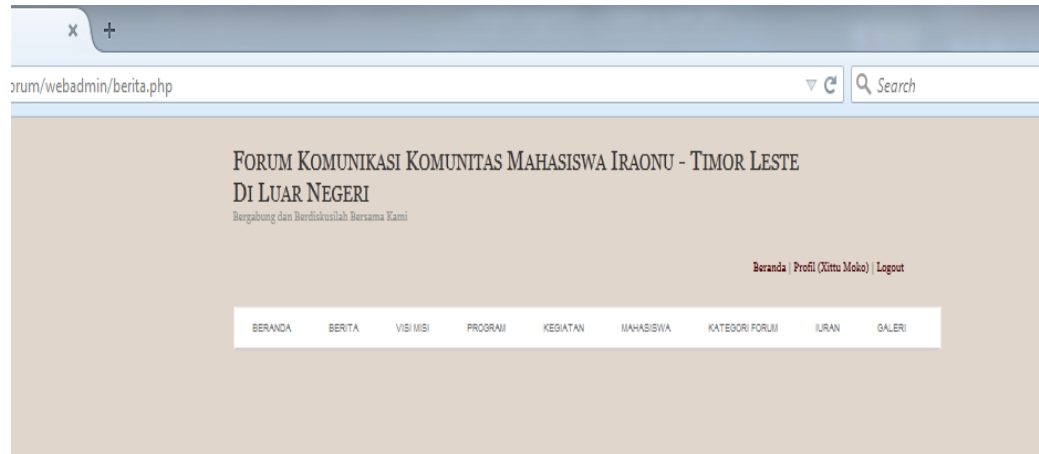 orum/webadmin/berita.php
Search
Forum Komunikasi Komunitas Mahasiswa Iraonu - Timor Leste
Di Luar Negeri
Bergabung dan Berdiskusilah Bersama Kami
Beranda | Profil (Xittu Moko) | Logout
BERANDA BERITA VISI MISI PROGRAM KEGIATAN MAHASISWA KATEGORI FORUM IURAN GALERI